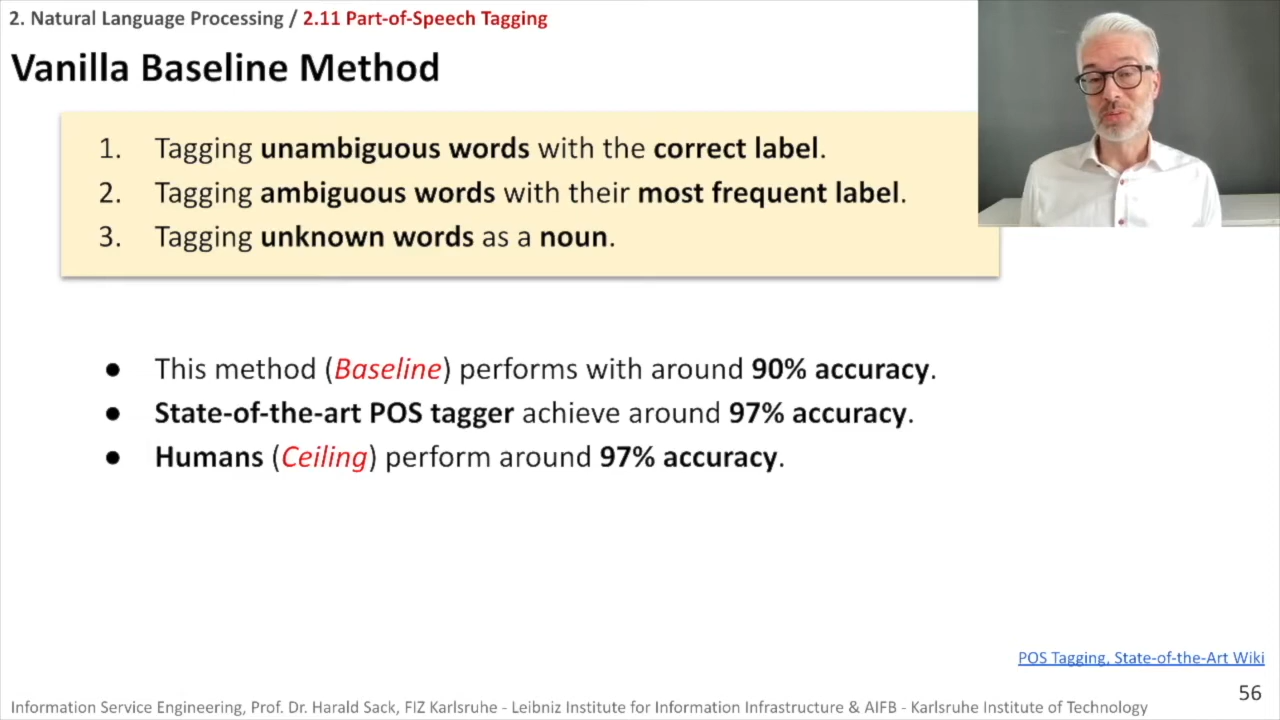 2. Natural Language Processing / 2.11 Part-of-Speech Tagging
Vanilla Baseline Method
1. Tagging unambiguous words with the correct label.
2. Tagging ambiguous words with their most frequent label.
3. Tagging unknown words as a noun.
● This method (Baseline) performs with around 90% accuracy.
● State-of-the-art POS tagger achieve around 97% accuracy.
● Humans (Ceiling) perform around 97% accuracy.
POS Tagging, State-of-the-Art Wiki
56
Information Service Engineering, Prof. Dr. Harald Sack, FIZ Karlsruhe - Leibniz Institute for Information Infrastructure & AIFB - Karlsruhe Institute of Technology